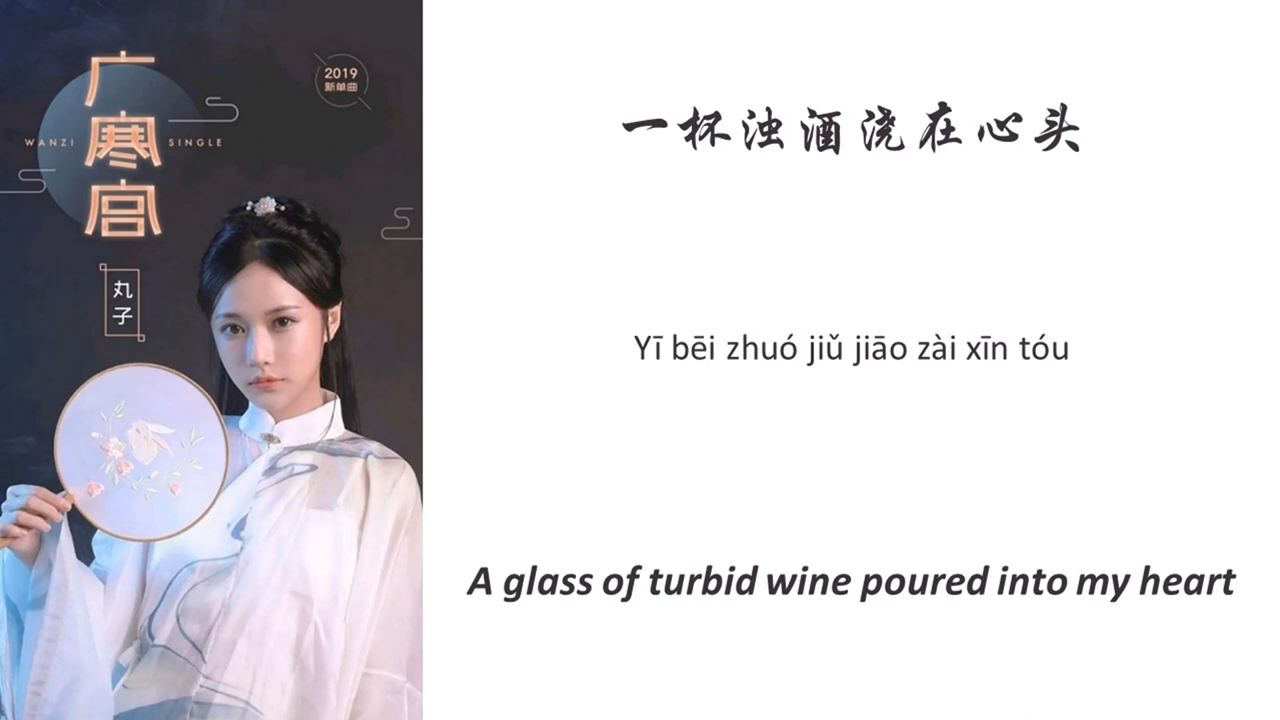 广寒宫
WANZI SINGLE
2019
新单曲
丸子
一杯浊酒浇在心头
Yī bēi zhuó jiǔ jiāo zài xīn tóu
A glass of turbid wine poured into my heart